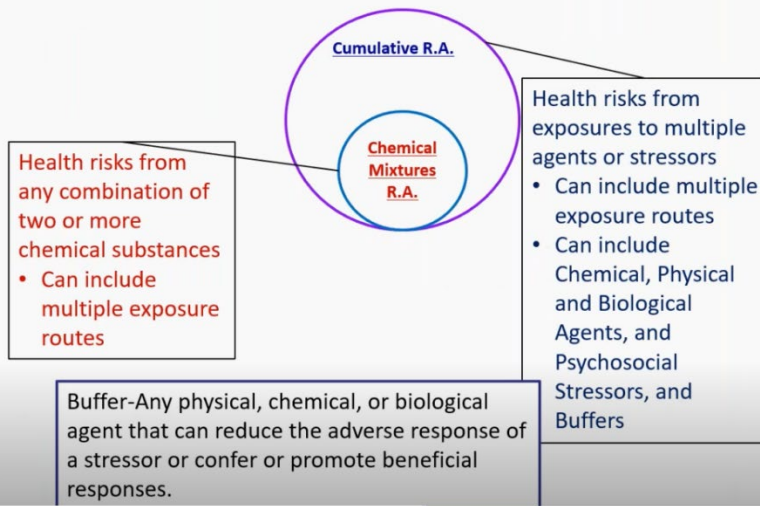 Cumulative R.A.
Chemical
Mixtures
R.A.
Health risks from
any combination of
two or more
chemical substances
• Can include
multiple exposure
routes
Health risks from
exposures to multiple
agents or stressors
• Can include multiple
exposure routes
• Can include
Chemical, Physical
and Biological
Agents, and
Psychosocial
Stressors, and
Buffers
Buffer-Any physical, chemical, or biological
agent that can reduce the adverse response of
a stressor or confer or promote beneficial
responses.